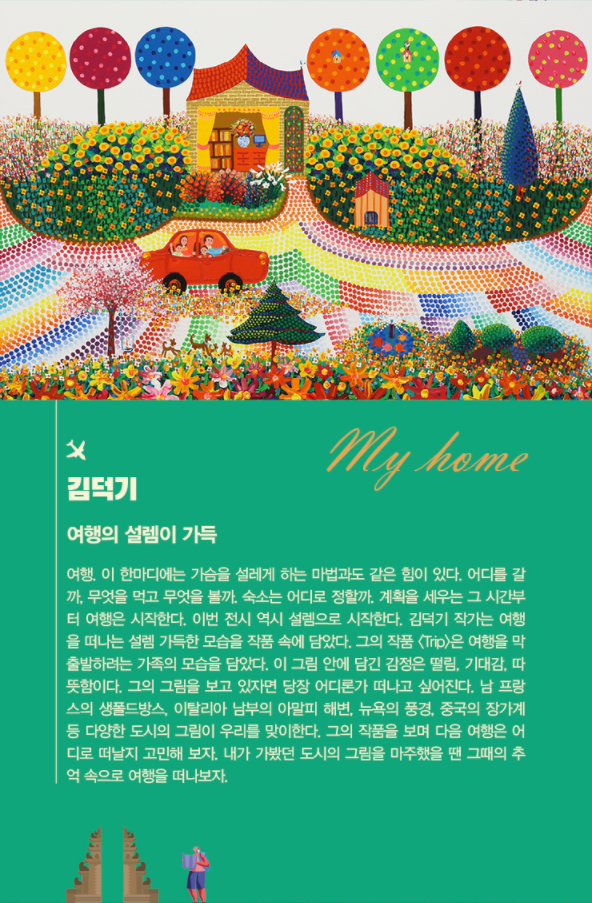 My home
김덕기
여행의 설렘이 가득
여행. 이 한마디에는 가슴을 설레게 하는 마법과도 같은 힘이 있다. 어디를 갈
까, 무엇을 먹고 무엇을 볼까. 숙소는 어디로 정할까. 계획을 세우는 그 시간부
터 여행은 시작한다. 이번 전시 역시 설렘으로 시작한다. 김덕기 작가는 여행
을 떠나는 설렘 가득한 모습을 작품 속에 담았다. 그의 작품 〈Trip〉은 여행을 막
출발하려는 가족의 모습을 담았다. 이 그림 안에 담긴 감정은 떨림, 기대감, 따
뜻함이다. 그의 그림을 보고 있자면 당장 어디론가 떠나고 싶어진다. 남 프랑
스의 생폴드방스, 이탈리아 남부의 아말피 해변, 뉴욕의 풍경, 중국의 장가계
등 다양한 도시의 그림이 우리를 맞이한다. 그의 작품을 보며 다음 여행은 어
디로 떠날지 고민해 보자. 내가 가봤던 도시의 그림을 마주했을 땐 그때의 추
억 속으로 여행을 떠나보자.